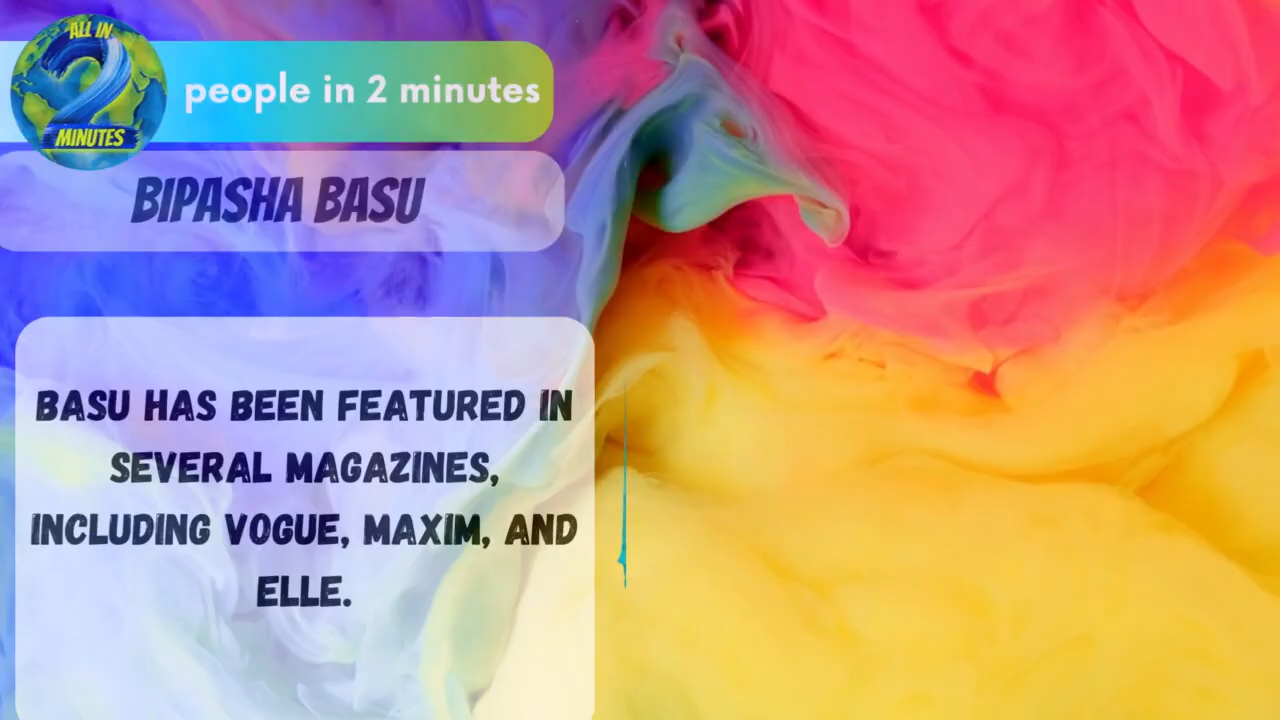 ALL IN
2
MINUTES
people in 2 minutes
BIPASHA BASU
BASU HAS BEEN FEATURED IN
SEVERAL MAGAZINES,
INCLUDING VOGUE, MAXIM, AND
ELLE.